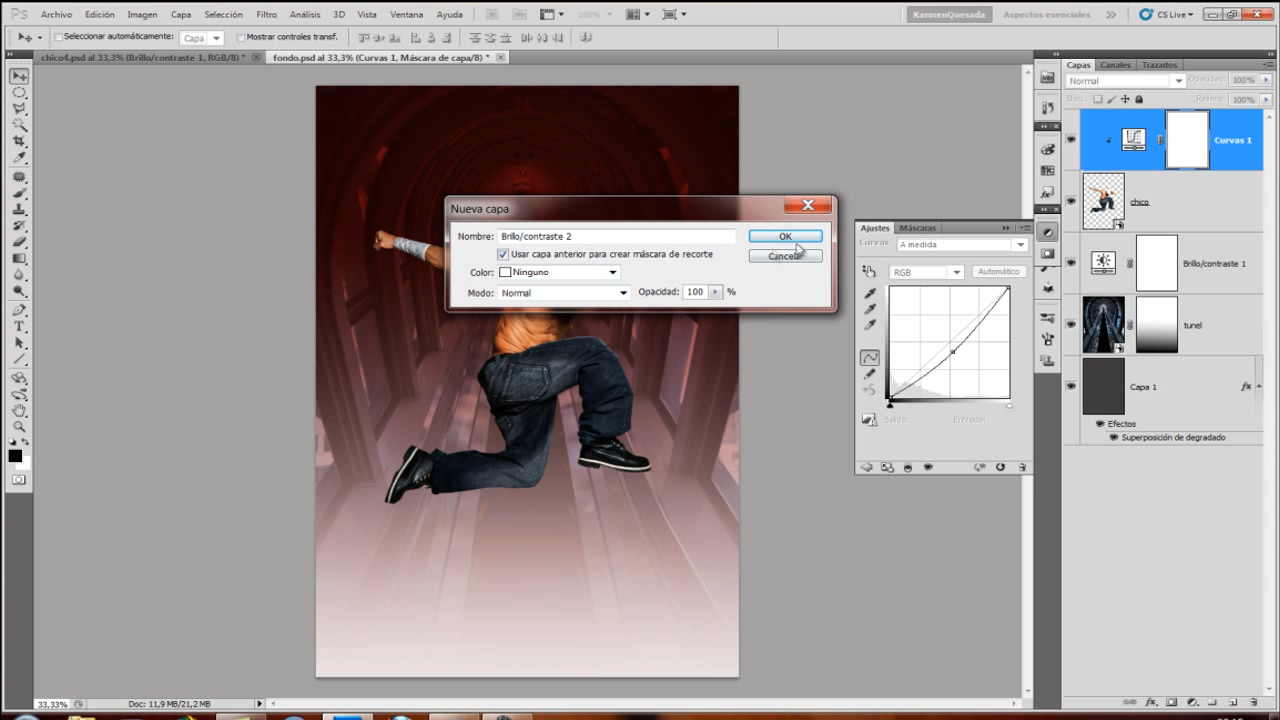 Ps Archivo Edición Imagen Capa Selección Filtro Análisis 3D Vista Ventana Ayuda Br Mb 100% KarmenQuesada Aspectos esenciales CS Live
Seleccionar automáticamente: Capa Mostrar controles transf.
chico4.psd al 33,3% (Brillo/contraste 1, RGB/8) * fondo.psd al 33,3% (Curvas 1, Máscara de capa/8) *
Capas Canales Trazados
Normal Opacidad: 100%
Bloq.: Relleno: 100%
Curvas 1
chico
Brillo/contraste 1
tunel
Capa 1 fx
Efectos
Superposición de degradado
Nueva capa
Nombre: Brillo/contraste 2 OK
Usar capa anterior para crear máscara de recorte Cancelar
Color: Ninguno
Modo: Normal Opacidad: 100 %
Ajustes Máscaras
Curvas A medida
RGB Automático
Salida: Entrada:
33,33% Doc: 11,9 MB/21,2 MB